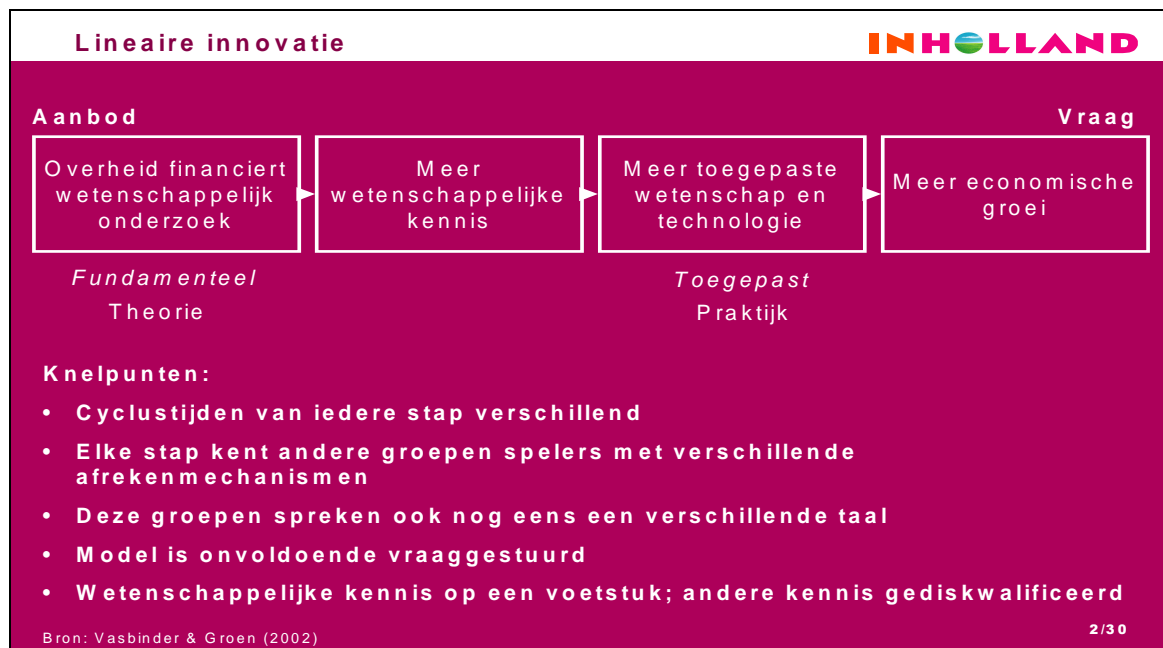 Lineaire innovatie
INHOLLAND
Aanbod
Vraag
Overheid financiert
wetenschappelijk
onderzoek
Meer
wetenschappelijke
kennis
Meer toegepaste
wetenschap en
technologie
Meer economische
groei
Fundamenteel
Theorie
Toegepast
Praktijk
Knelpunten:
• Cyclustijden van iedere stap verschillend
• Elke stap kent andere groepen spelers met verschillende
afrekenmechanismen
• Deze groepen spreken ook nog eens een verschillende taal
• Model is onvoldoende vraaggestuurd
• Wetenschappelijke kennis op een voetstuk; andere kennis gediskwalificeerd
Bron: Vasbinder & Groen (2002)
2/30